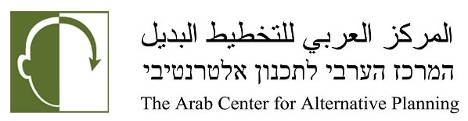 المركز العربي للتخطيط البديل
המרכז הערבי לתכנון אלטרנטיבי
The Arab Center for Alternative Planning